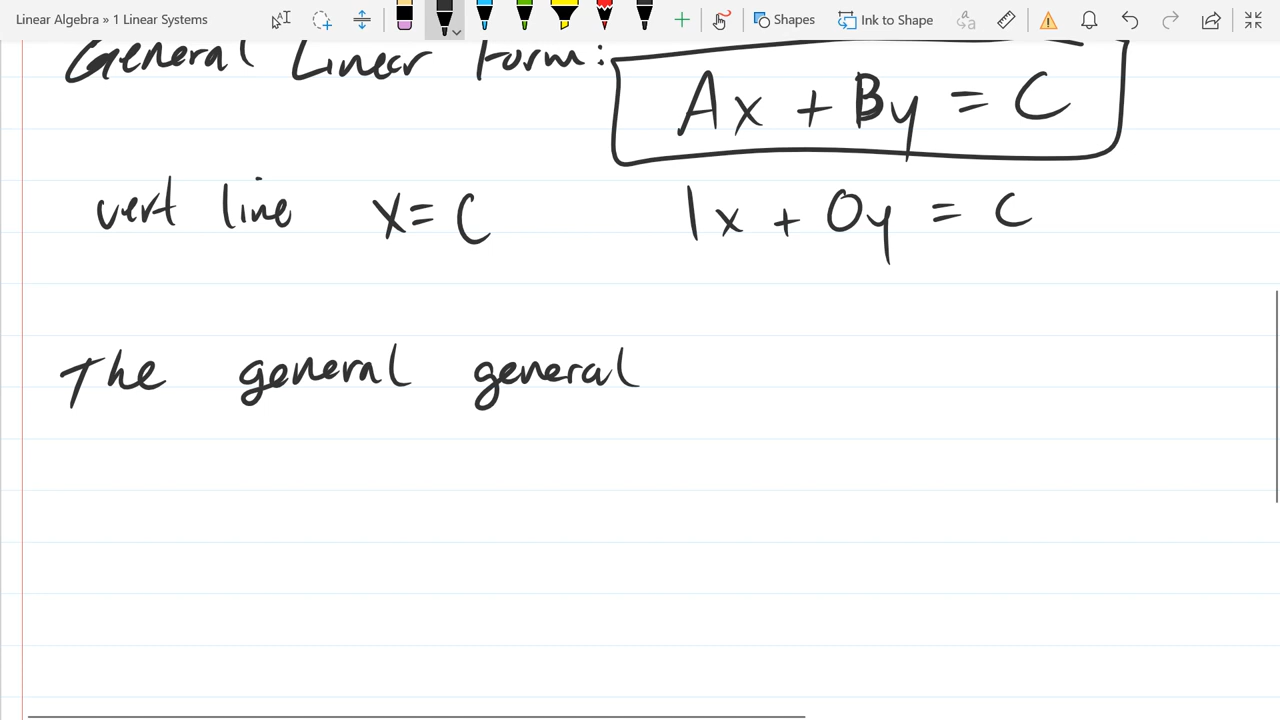 Linear Algebra » 1 Linear Systems Shapes Ink to Shape
General Linear Form: Ax + By = C
vert line x = C 1x + 0y = C
The general general